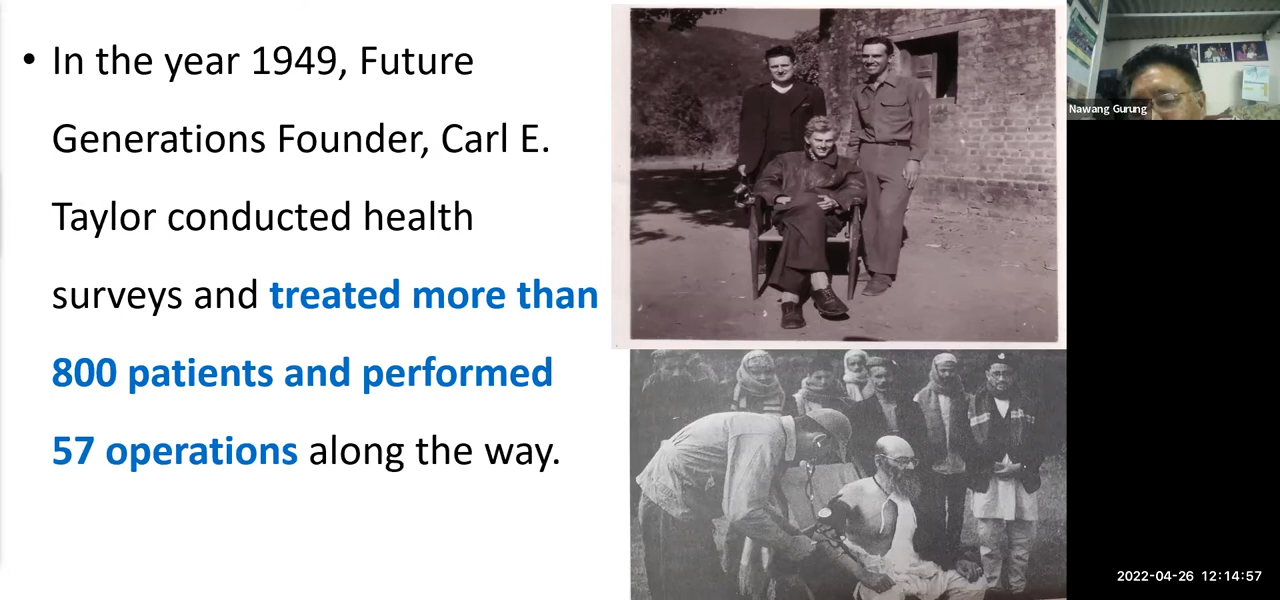 • In the year 1949, Future
Generations Founder, Carl E.
Taylor conducted health
surveys and treated more than
800 patients and performed
57 operations along the way.
Nawang Gurung
2022-04-26 12:14:57